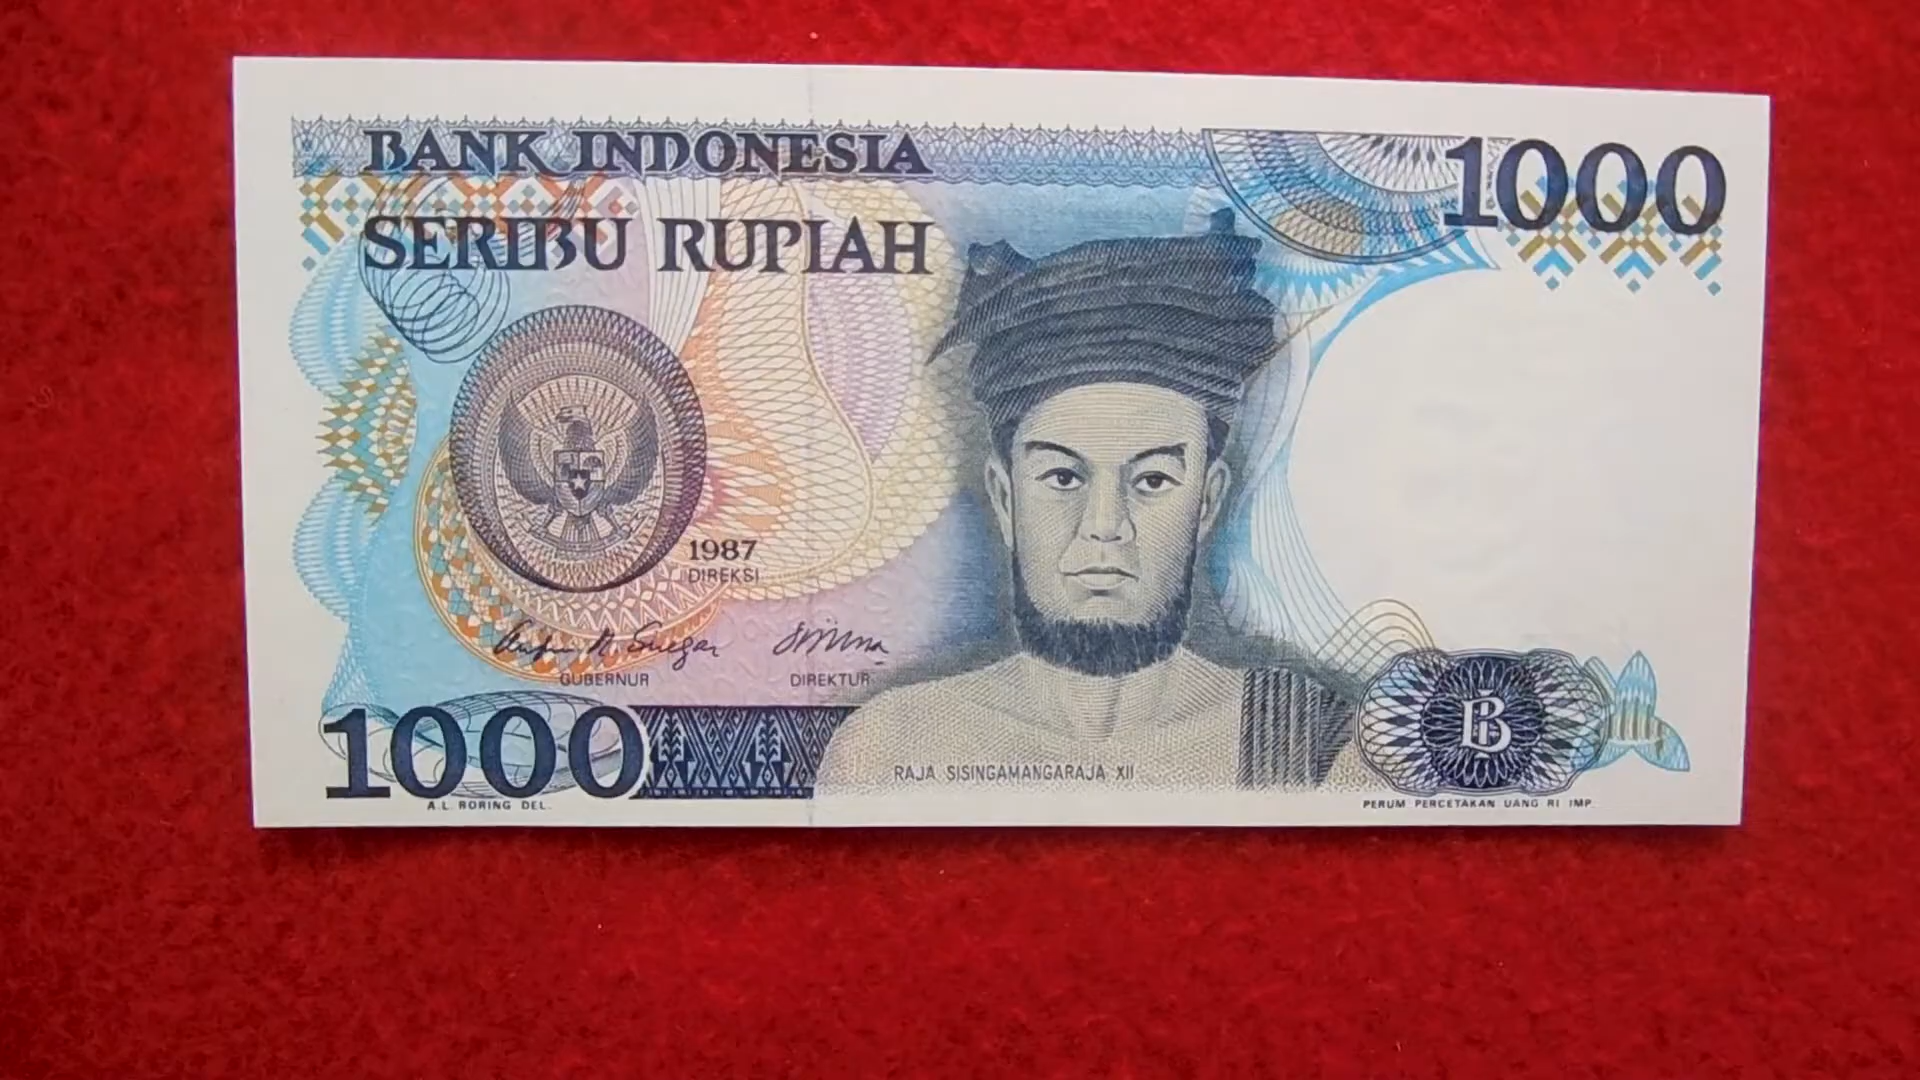 BANK INDONESIA
1000
SERIBU RUPIAH
1987
DIREKSI
GUBERNUR
DIREKTUR
1000
RAJA SISINGAMANGARAJA XII
A.L. RORING DEL.
PERUM PERCETAKAN UANG RI IMP.